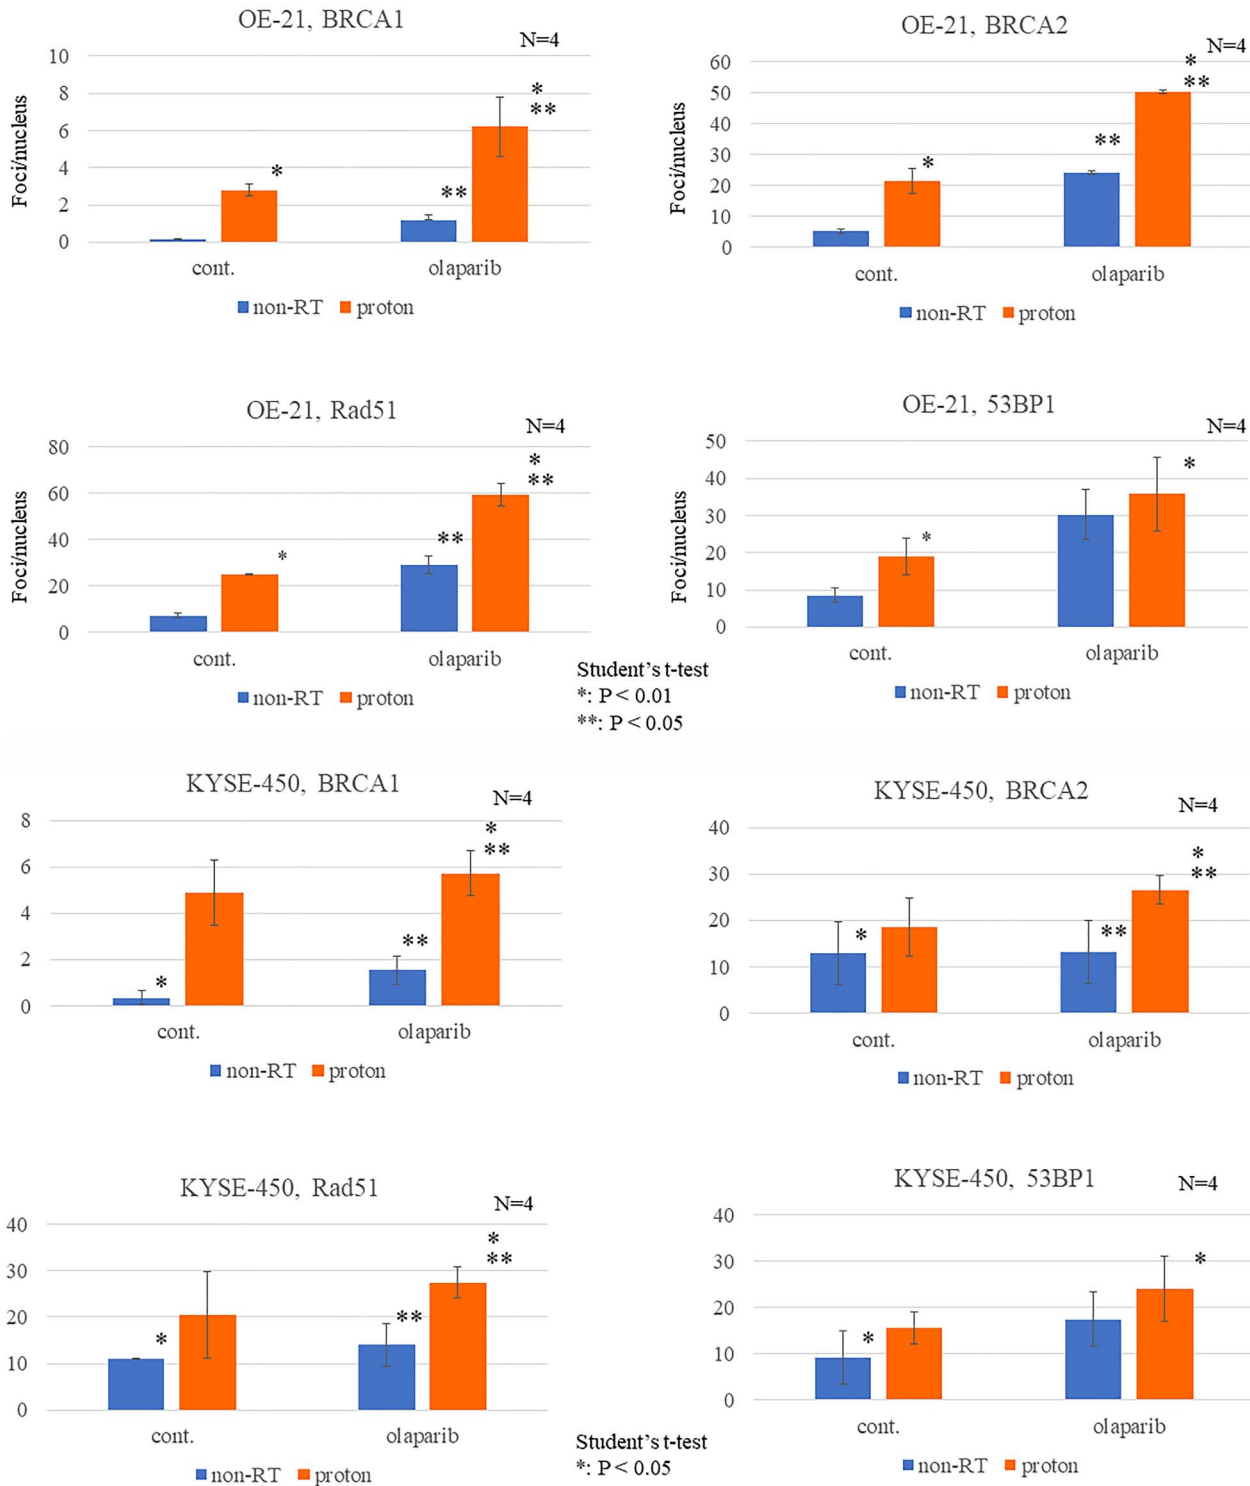 OE-21, BRCA1
N=4
Foci/nucleus
10
8
6
4
2
0
*
**
*
**
cont.
olaparib
non-RT proton
OE-21, BRCA2
N=4
Foci/nucleus
60
50
40
30
20
10
0
*
**
*
**
cont.
olaparib
non-RT proton
OE-21, Rad51
N=4
Foci/nucleus
80
60
40
20
0
*
**
*
**
cont.
olaparib
non-RT proton
OE-21, 53BP1
N=4
Foci/nucleus
50
40
30
20
10
0
*
*
cont.
olaparib
non-RT proton
Student's t-test
*: P < 0.01
**: P < 0.05
KYSE-450, BRCA1
N=4
8
6
4
2
0
*
**
*
**
cont.
olaparib
non-RT proton
KYSE-450, BRCA2
N=4
40
30
20
10
0
*
**
*
**
cont.
olaparib
non-RT proton
KYSE-450, Rad51
N=4
40
30
20
10
0
*
**
*
**
cont.
olaparib
non-RT proton
KYSE-450, 53BP1
N=4
40
30
20
10
0
*
*
cont.
olaparib
non-RT proton
Student's t-test
*: P < 0.05